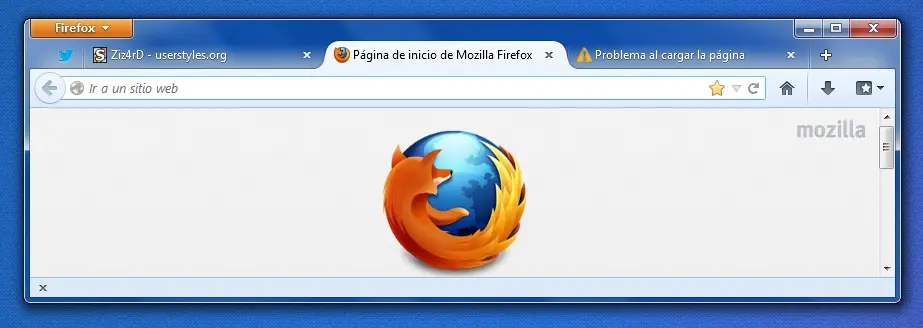 Firefox
Ziz4rD - userstyles.org
Página de inicio de Mozilla Firefox
Problema al cargar la página
Ir a un sitio web
mozilla